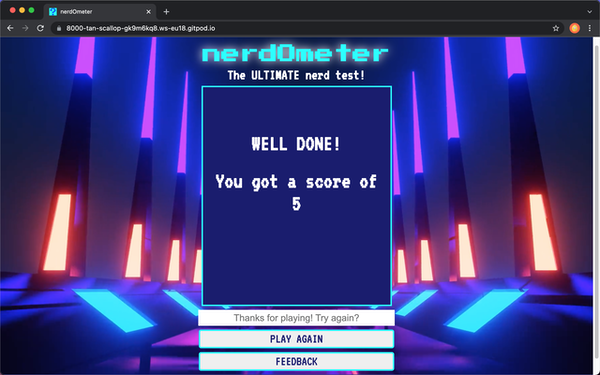 nerdOmeter
8000-tan-scallop-gk9m6kq8.ws-eu18.gitpod.io
nerdOmeter
The ULTIMATE nerd test!
WELL DONE!
You got a score of
5
Thanks for playing! Try again?
PLAY AGAIN
FEEDBACK